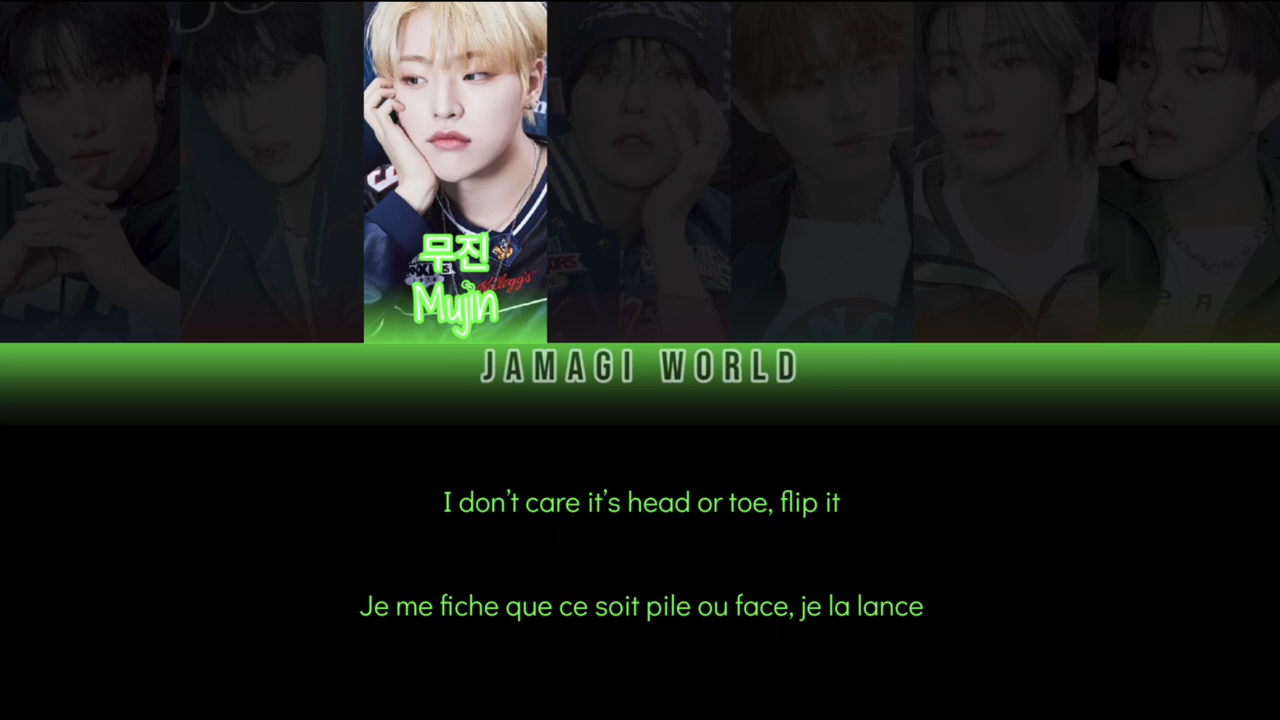 무진
Mujin
Kellogg's
JAMAGI WORLD
I don't care it's head or toe, flip it
Je me fiche que ce soit pile ou face, je la lance